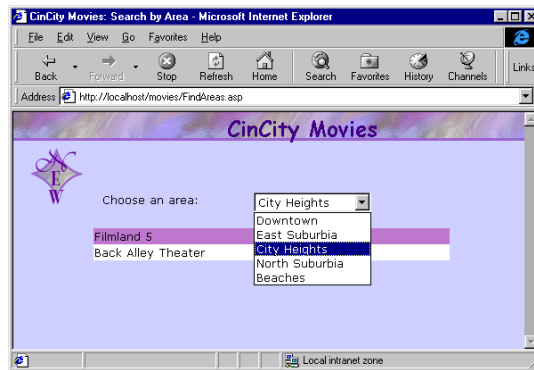 CinCity Movies: Search by Area - Microsoft Internet Explorer
File Edit View Go Favorites Help
Back Forward Stop Refresh Home Search Favorites History Channels Links
Address http://localhost/movies/FindAreas.asp
CinCity Movies
NEW
Choose an area: City Heights
Downtown
Filmland 5 East Suburbia
City Heights
Back Alley Theater
North Suburbia
Beaches
Local intranet zone